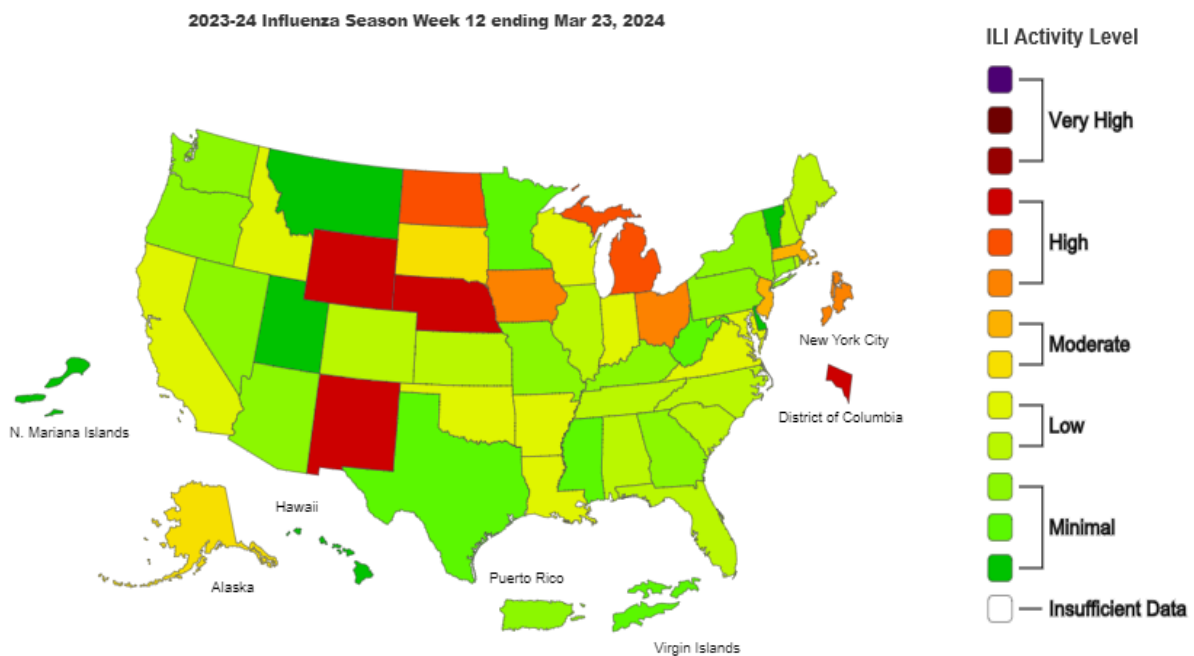 2023-24 Influenza Season Week 12 ending Mar 23, 2024
ILI Activity Level
Very High
High
Moderate
Low
Minimal
Insufficient Data
New York City
District of Columbia
N. Mariana Islands
Hawaii
Alaska
Puerto Rico
Virgin Islands